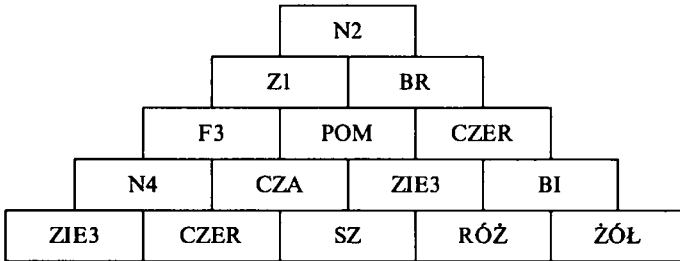 N2
Z1 BR
F3 POM CZER
N4 CZA ZIE3 BI
ZIE3 CZER SZ RÓŻ ŻÓŁ